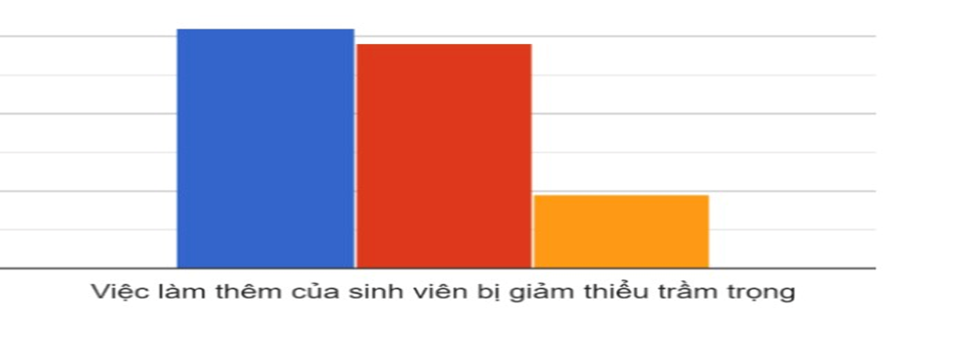 Việc làm thêm của sinh viên bị giảm thiểu trầm trọng